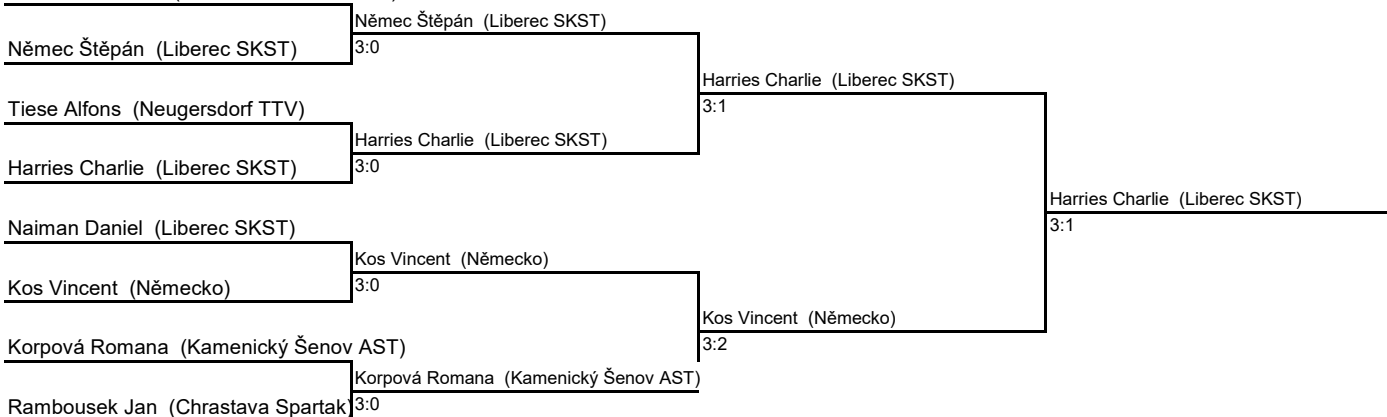 Němec Štěpán (Liberec SKST)
Němec Štěpán (Liberec SKST)
3:0
Harries Charlie (Liberec SKST)
3:1
Tiese Alfons (Neugersdorf TTV)
Harries Charlie (Liberec SKST)
Harries Charlie (Liberec SKST)
3:0
Harries Charlie (Liberec SKST)
3:1
Naiman Daniel (Liberec SKST)
Kos Vincent (Německo)
Kos Vincent (Německo)
3:0
Kos Vincent (Německo)
3:2
Korpová Romana (Kamenický Šenov AST)
Korpová Romana (Kamenický Šenov AST)
3:0
Rambousek Jan (Chrastava Spartak)